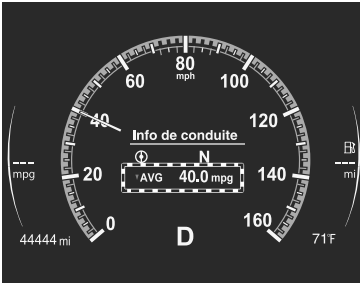 80
mph
60
100
40
120
Info de conduite
N
AVG 40.0 mpg
---
mpg
---
mi
20
140
0
160
44444 mi
D
71°F